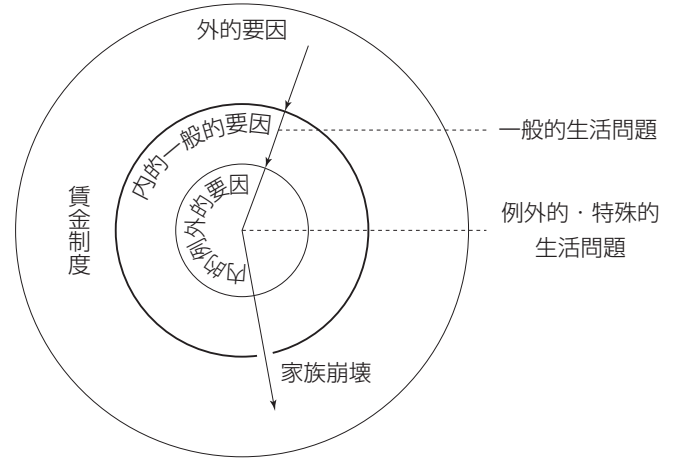 外的要因
内的一般的要因
一般的生活問題
賃金制度
内的例外的要因
例外的・特殊的
生活問題
家族崩壊